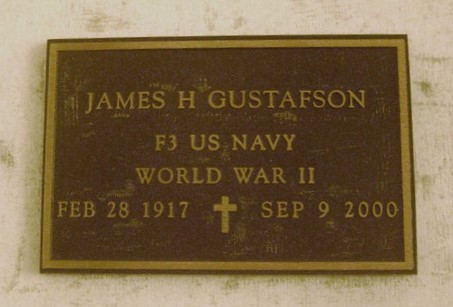 JAMES H GUSTAFSON
F3 US NAVY
WORLD WAR II
FEB 28 1917 SEP 9 2000